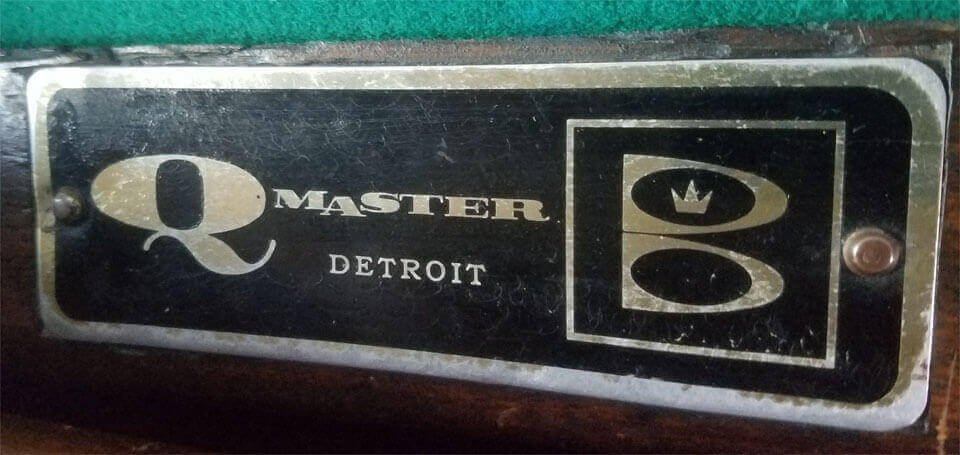 Q MASTER
DETROIT
B